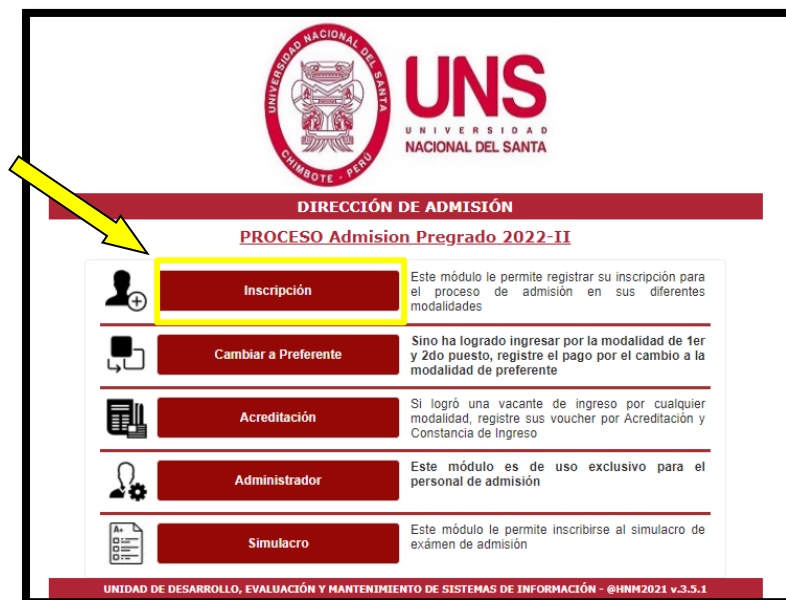 UNIVERSIDAD NACIONAL DEL SANTA
CHIMBOTE - PERÚ
UNS
UNIVERSIDAD
NACIONAL DEL SANTA
DIRECCIÓN DE ADMISIÓN
PROCESO Admision Pregrado 2022-II
Inscripción
Este módulo le permite registrar su inscripción para
el proceso de admisión en sus diferentes
modalidades
Cambiar a Preferente
Sino ha logrado ingresar por la modalidad de 1er
y 2do puesto, registre el pago por el cambio a la
modalidad de preferente
Acreditación
Si logró una vacante de ingreso por cualquier
modalidad, registre sus voucher por Acreditación y
Constancia de Ingreso
Administrador
Este módulo es de uso exclusivo para el
personal de admisión
A+
Simulacro
Este módulo le permite inscribirse al simulacro de
exámen de admisión
UNIDAD DE DESARROLLO, EVALUACIÓN Y MANTENIMIENTO DE SISTEMAS DE INFORMACIÓN - @HNM2021 v.3.5.1